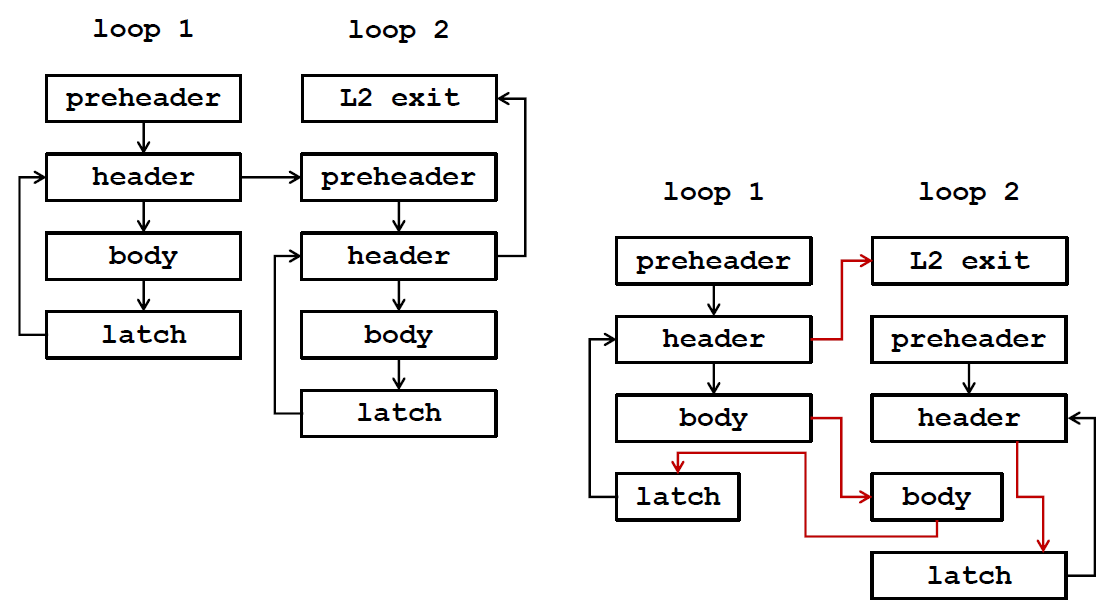 loop 1
preheader
header
body
latch
loop 2
L2 exit
preheader
header
body
latch
loop 1
preheader
header
body
latch
loop 2
L2 exit
preheader
header
body
latch